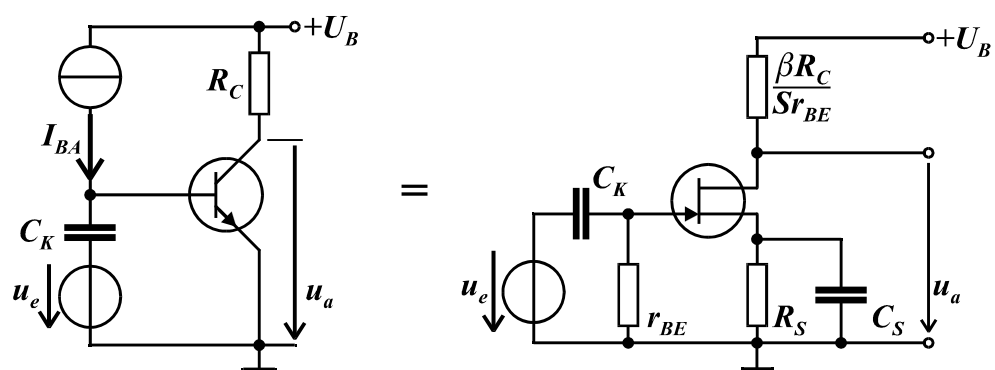 +U_B
R_C
I_BA
C_K
u_e
u_a
=
+U_B
βR_C
Sr_BE
C_K
u_e
r_BE
R_S
C_S
u_a